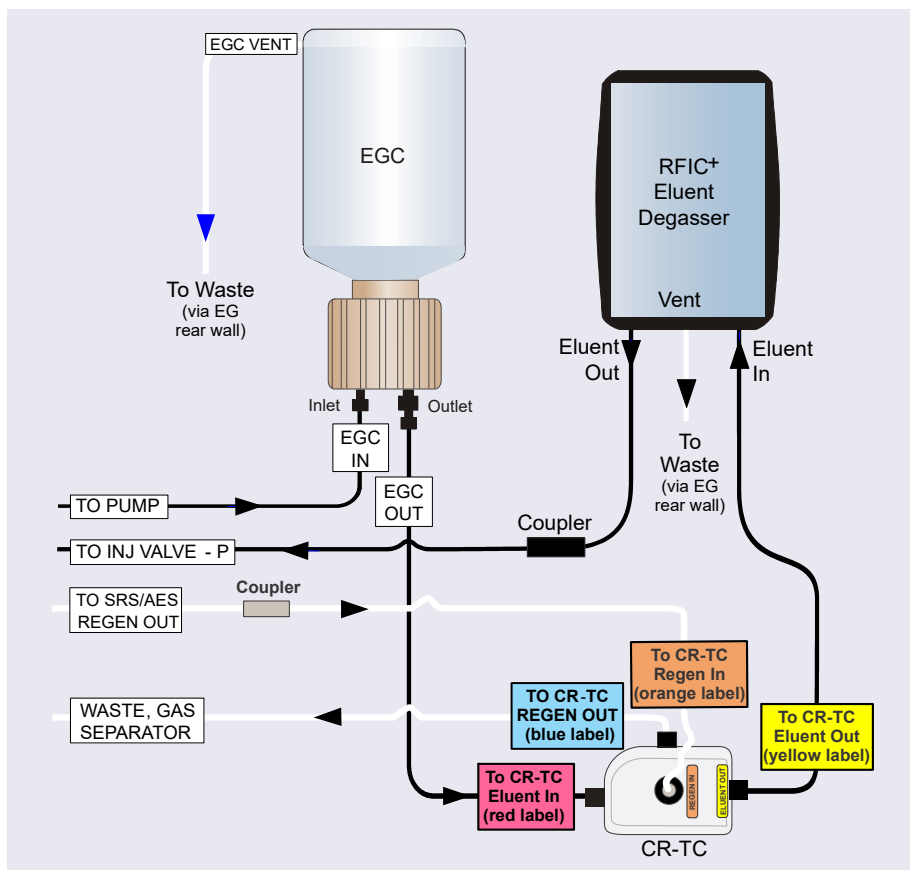 EGC VENT
EGC
RFIC+
Eluent
Degasser
Vent
To Waste
(via EG
rear wall)
Eluent
Out
Eluent
In
Inlet
Outlet
EGC
IN
To
Waste
(via EG
rear wall)
EGC
OUT
TO PUMP
Coupler
TO INJ VALVE - P
Coupler
TO SRS/AES
REGEN OUT
To CR-TC
Regen In
(orange label)
TO CR-TC
REGEN OUT
(blue label)
WASTE, GAS
SEPARATOR
To CR-TC
Eluent Out
(yellow label)
To CR-TC
Eluent In
(red label)
REGEN IN
ELUENT OUT
CR-TC